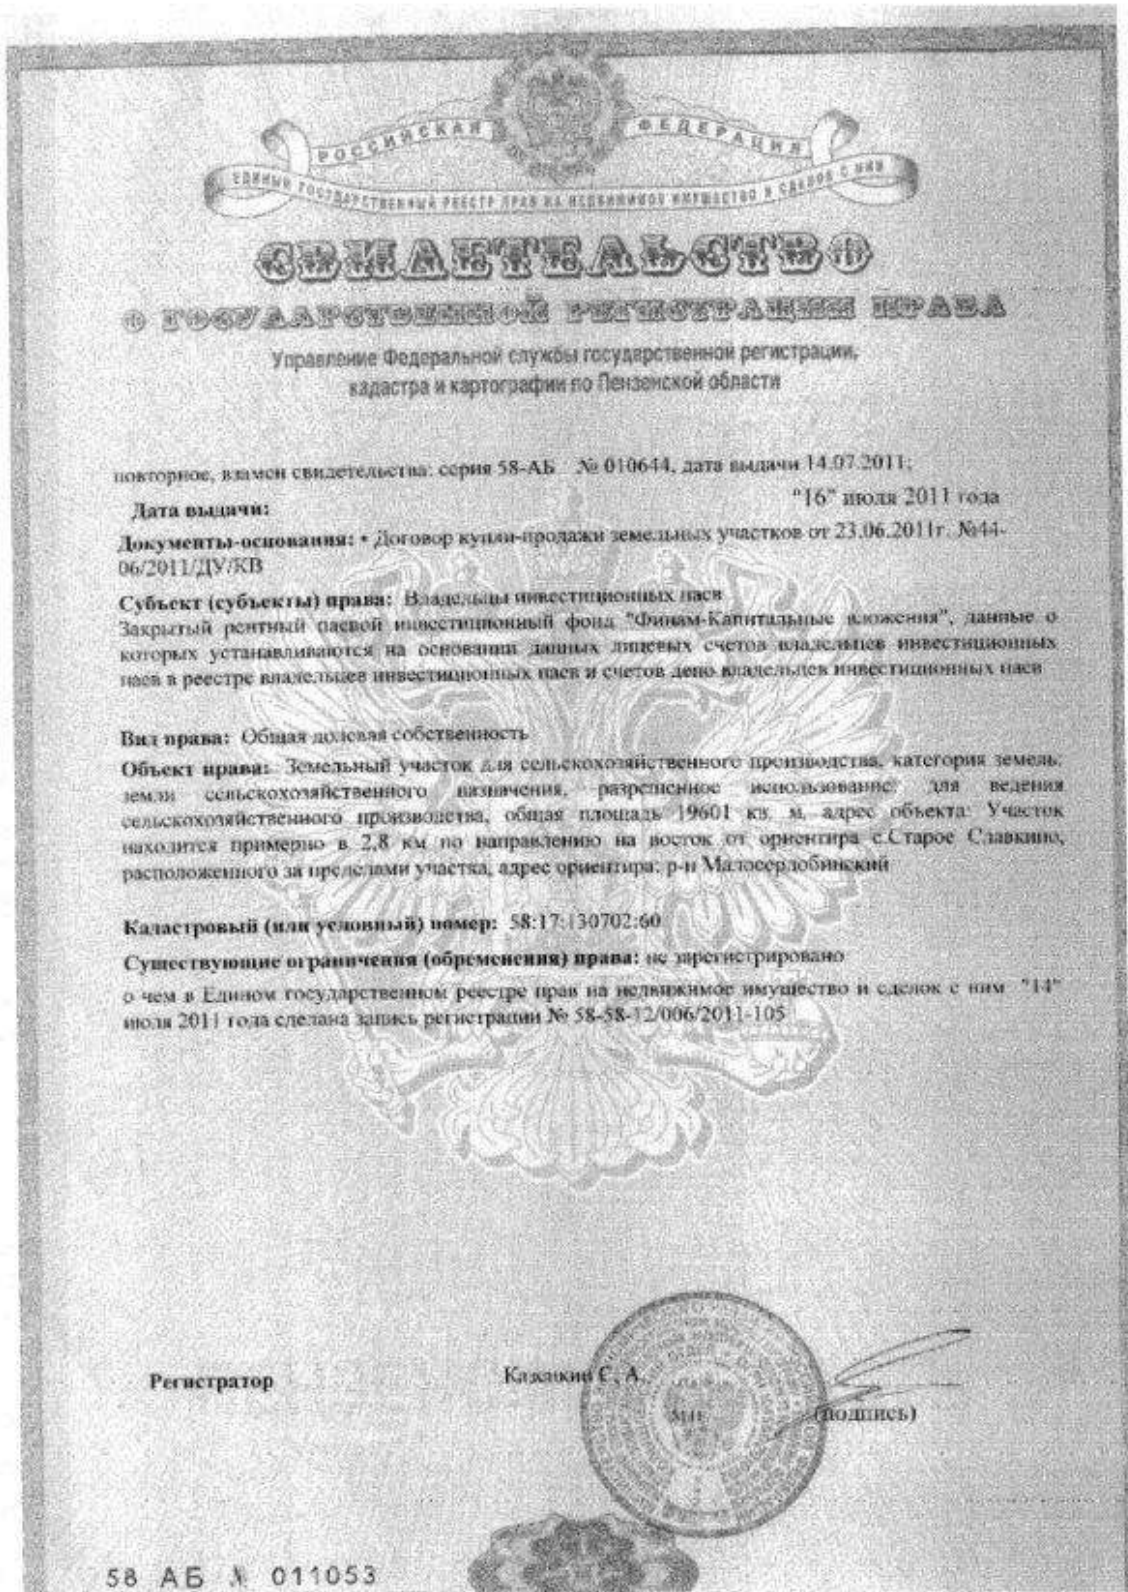 РОССИЙСКАЯ ФЕДЕРАЦИЯ
ЕДИНЫЙ ГОСУДАРСТВЕННЫЙ РЕЕСТР ПРАВ НА НЕДВИЖИМОЕ ИМУЩЕСТВО И СДЕЛОК С НИМ
СВИДЕТЕЛЬСТВО
О ГОСУДАРСТВЕННОЙ РЕГИСТРАЦИИ ПРАВА
Управление Федеральной службы государственной регистрации,
кадастра и картографии по Пензенской области
повторное, взамен свидетельства: серия 58-АБ № 010644, дата выдачи 14.07.2011;
Дата выдачи: "16" июля 2011 года
Документы-основания: • Договор купли-продажи земельных участков от 23.06.2011г. №44-
06/2011/ДУ/КВ
Субъект (субъекты) права: Владельцы инвестиционных паев
Закрытый рентный паевой инвестиционный фонд "Финам-Капитальные вложения", данные о
которых устанавливаются на основании данных лицевых счетов владельцев инвестиционных
паев в реестре владельцев инвестиционных паев и счетов депо владельцев инвестиционных паев
Вид права: Общая долевая собственность
Объект права: Земельный участок для сельскохозяйственного производства, категория земель:
земли сельскохозяйственного назначения, разрешенное использование: для ведения
сельскохозяйственного производства, общая площадь 19601 кв. м, адрес объекта: Участок
находится примерно в 2,8 км по направлению на восток от ориентира с.Старое Славкино,
расположенного за пределами участка, адрес ориентира: р-н Малосердобинский
Кадастровый (или условный) номер: 58:17:130702:60
Существующие ограничения (обременения) права: не зарегистрировано
о чем в Едином государственном реестре прав на недвижимое имущество и сделок с ним "14"
июля 2011 года сделана запись регистрации № 58-58-12/006/2011-105
Регистратор С. А.
М.П.
(подпись)
58 АБ № 011053